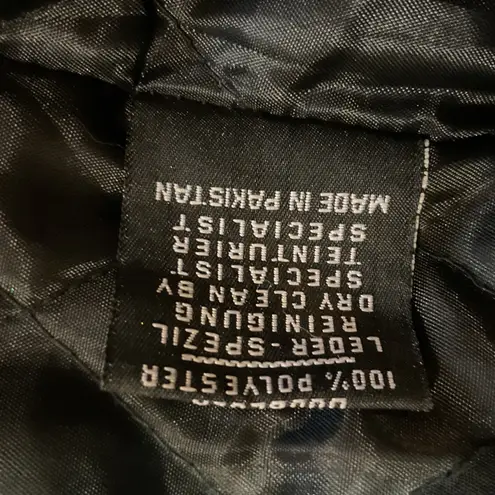 100% POLYESTER
LEDER - SPEZIL
REINIGUNG
DRY CLEAN BY
SPECIALIST
TEINTURIER
SPECIALIST
MADE IN PAKISTAN